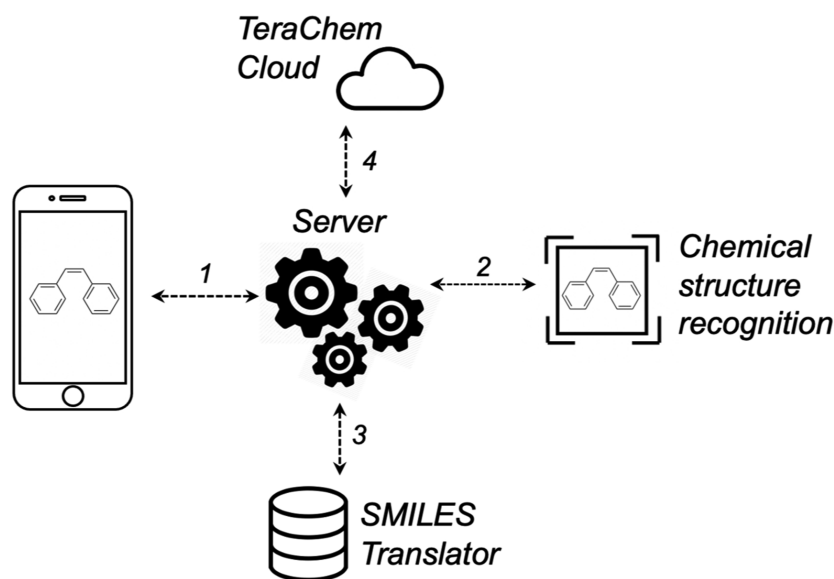 TeraChem
Cloud
4
Server
1
2
Chemical
structure
recognition
3
SMILES
Translator